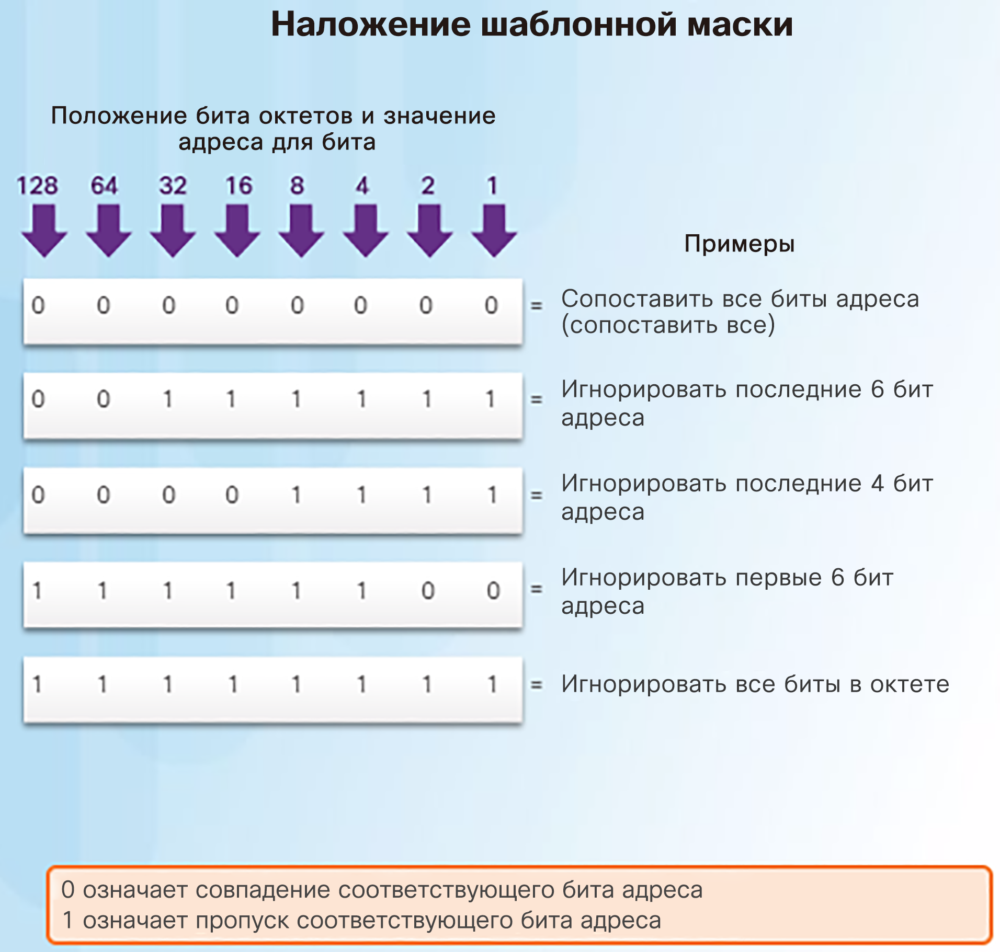 Наложение шаблонной маски
Положение бита октетов и значение
адреса для бита
128 64 32 16 8 4 2 1
Примеры
0 0 0 0 0 0 0 0 = Сопоставить все биты адреса
(сопоставить все)
0 0 1 1 1 1 1 1 = Игнорировать последние 6 бит
адреса
0 0 0 0 1 1 1 1 = Игнорировать последние 4 бит
адреса
1 1 1 1 1 1 0 0 = Игнорировать первые 6 бит
адреса
1 1 1 1 1 1 1 1 = Игнорировать все биты в октете
0 означает совпадение соответствующего бита адреса
1 означает пропуск соответствующего бита адреса